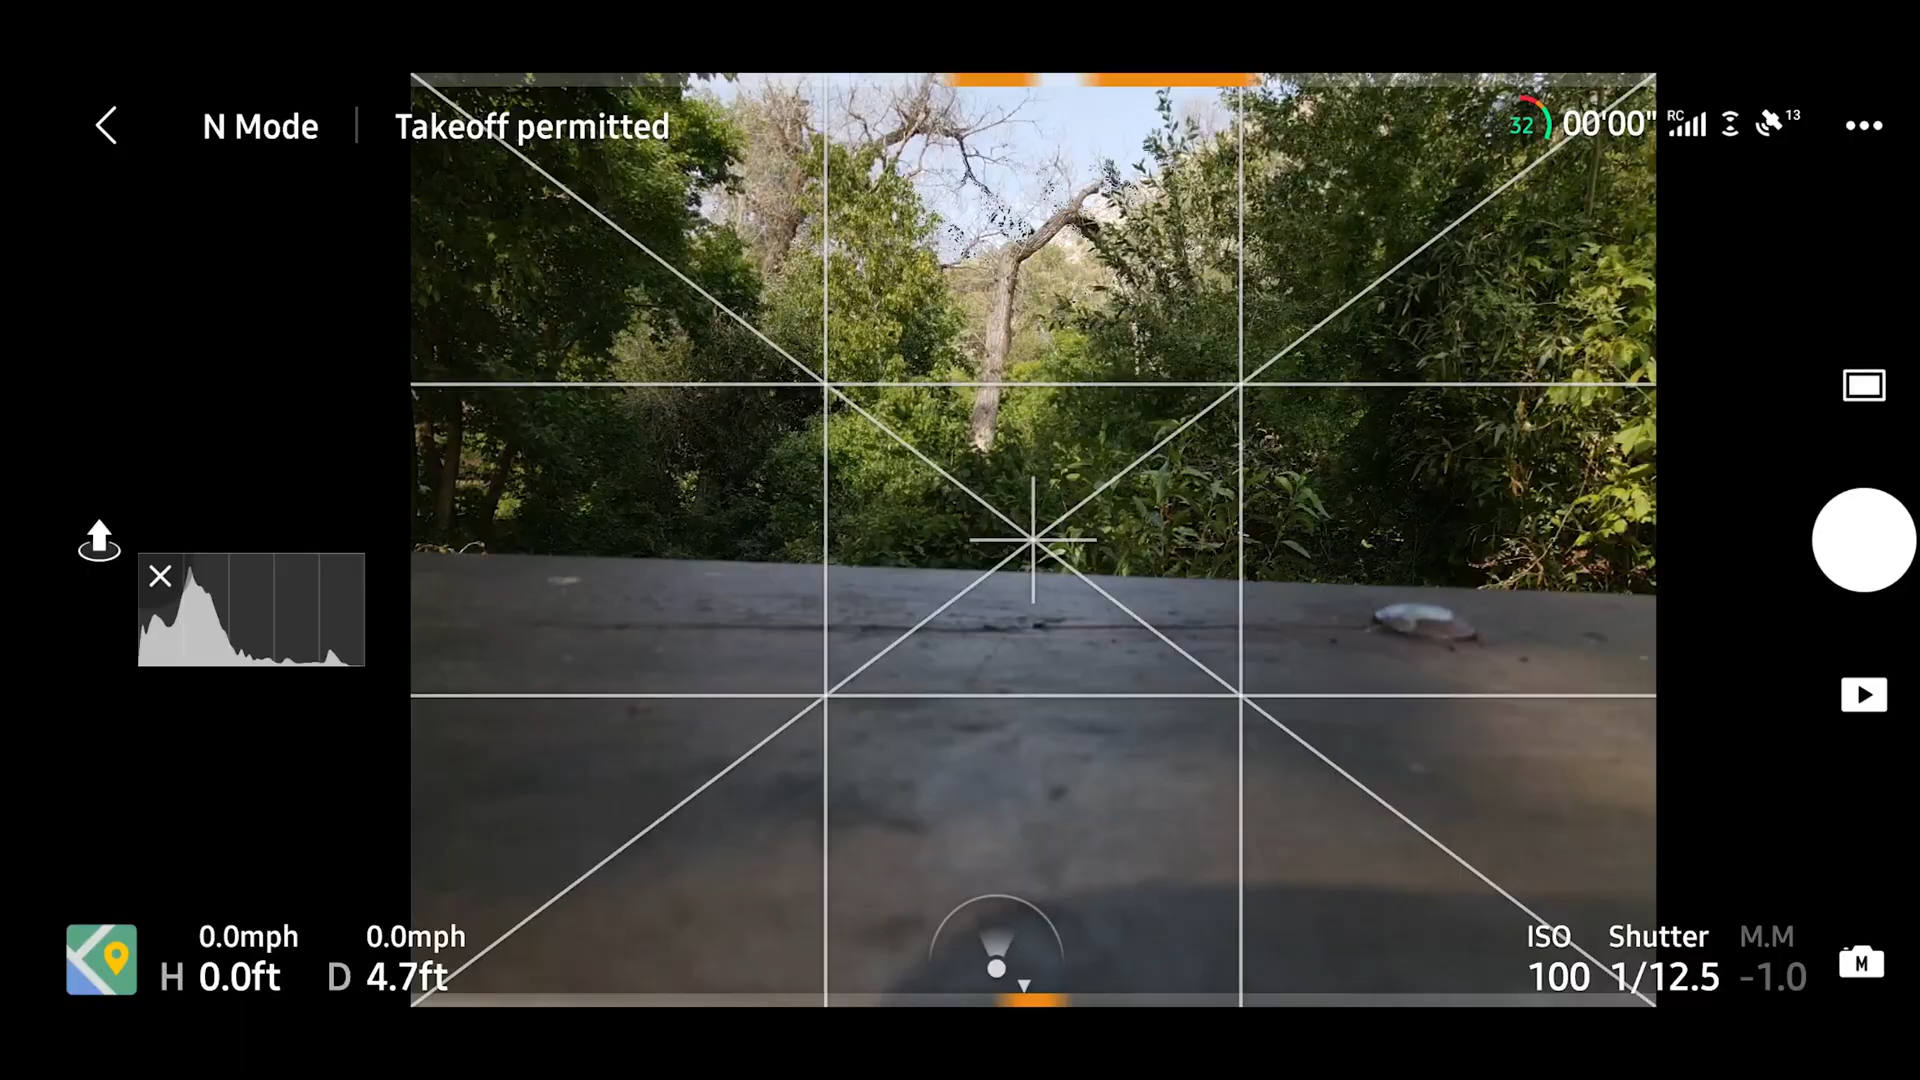 N Mode | Takeoff permitted
32 00'00" RC 13
0.0mph 0.0mph
H 0.0ft D 4.7ft
ISO Shutter M.M
100 1/12.5 -1.0
M